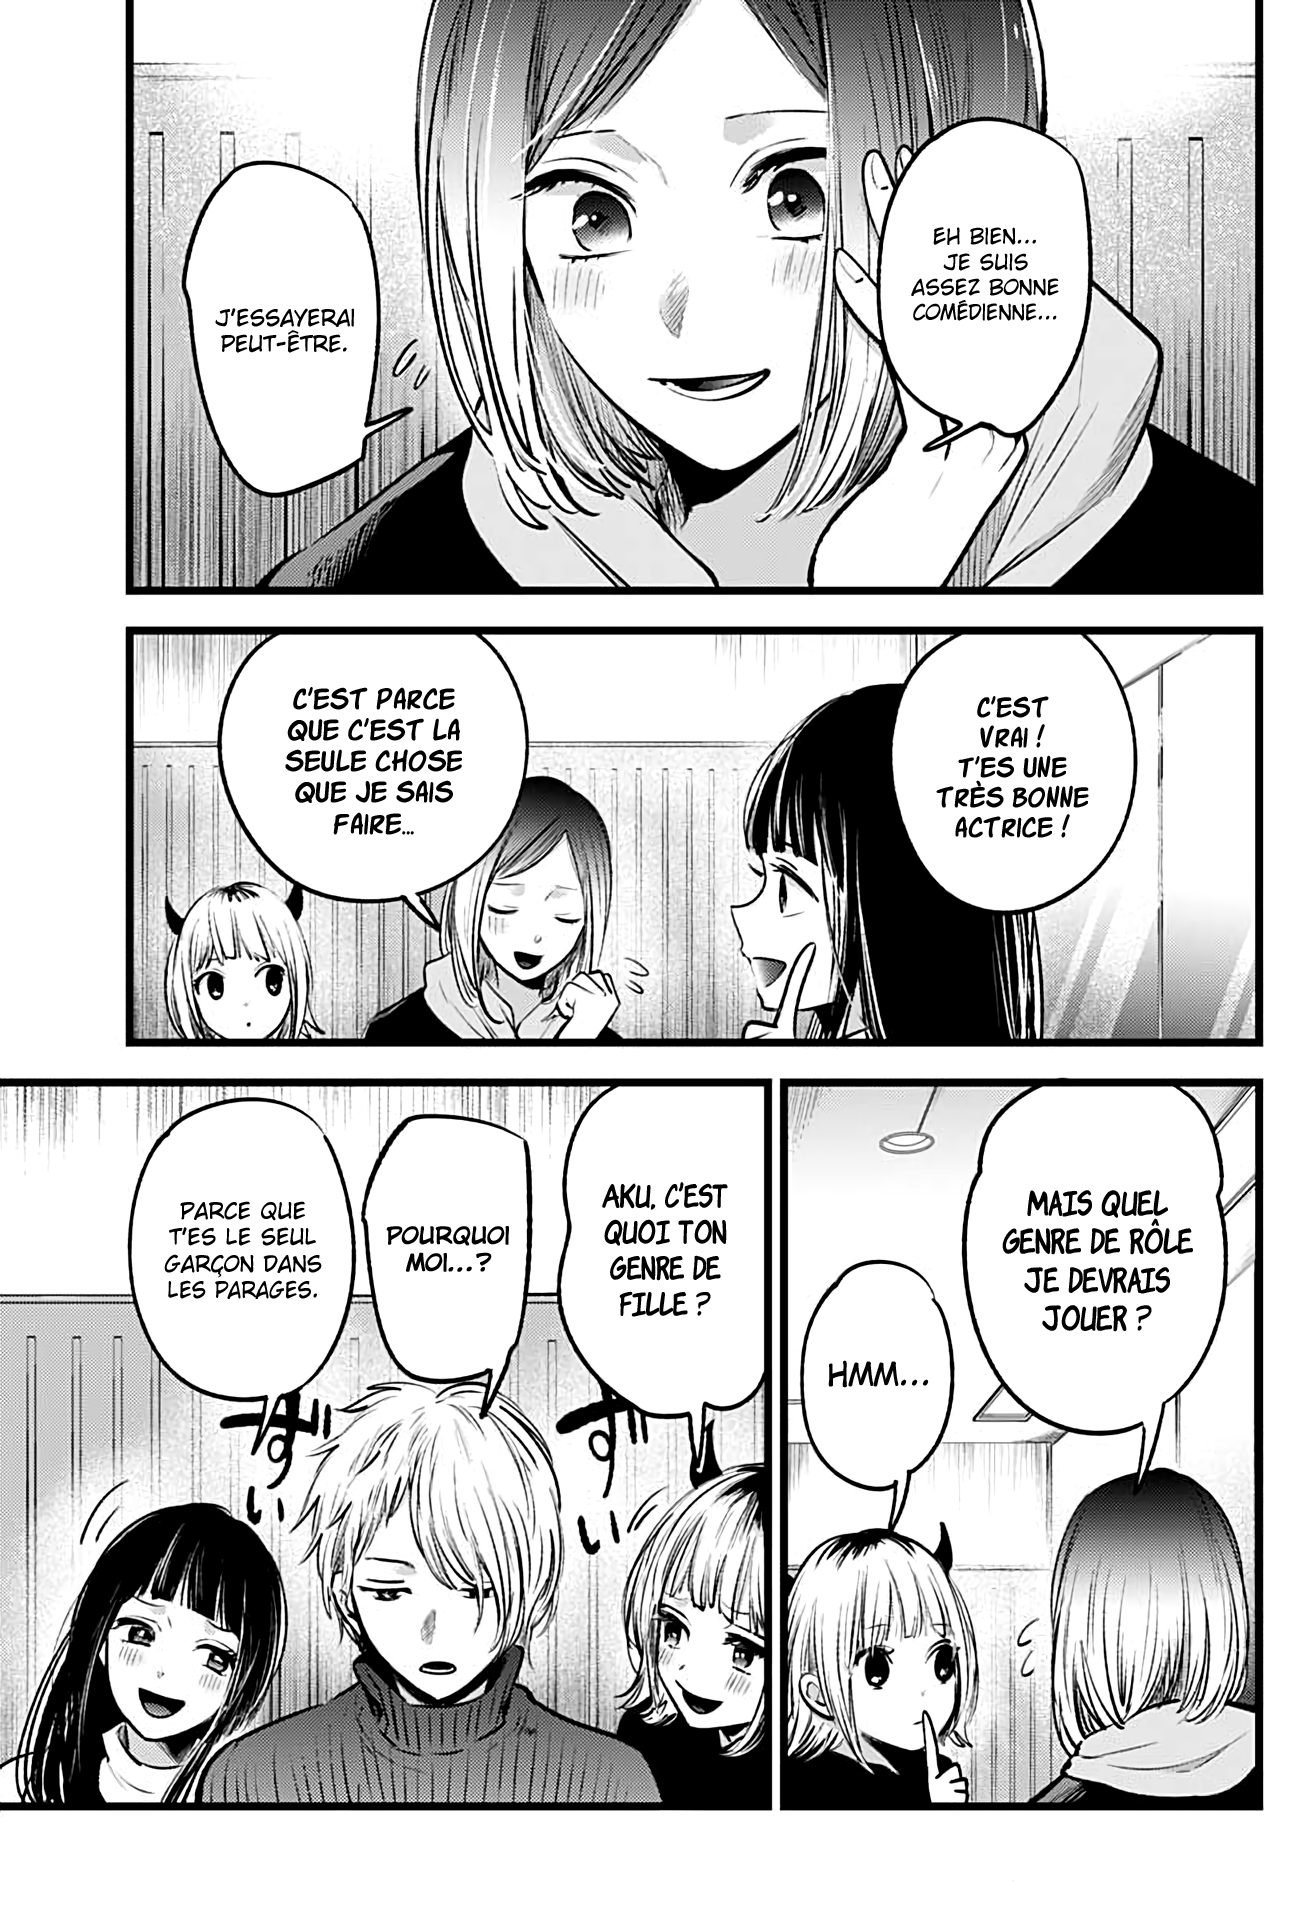 EH BIEN...
JE SUIS
ASSEZ BONNE
COMÉDIENNE...
J'ESSAYERAI
PEUT-ÊTRE.
C'EST
VRAI !
T'ES UNE
TRÈS BONNE
ACTRICE !
C'EST PARCE
QUE C'EST LA
SEULE CHOSE
QUE JE SAIS
FAIRE...
MAIS QUEL
GENRE DE RÔLE
JE DEVRAIS
JOUER ?
HMM...
AKU, C'EST
QUOI TON
GENRE DE
FILLE ?
POURQUOI
MOI...?
PARCE QUE
T'ES LE SEUL
GARÇON DANS
LES PARAGES.
ずい
ずい